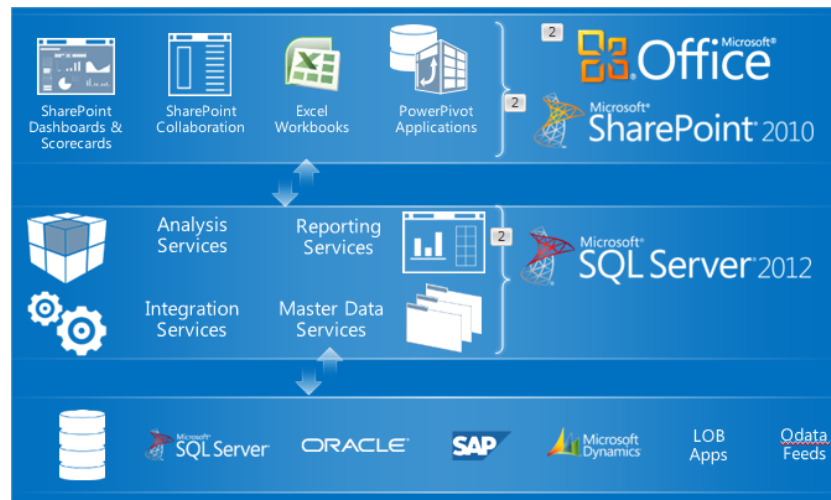 2
Microsoft®
Office®
SharePoint
Dashboards &
Scorecards
SharePoint
Collaboration
Excel
Workbooks
PowerPivot
Applications
2
Microsoft®
SharePoint® 2010
Analysis
Services
Reporting
Services
2
Microsoft®
SQL Server® 2012
Integration
Services
Master Data
Services
Microsoft®
SQL Server®
ORACLE®
SAP
Microsoft
Dynamics
LOB
Apps
Odata
Feeds